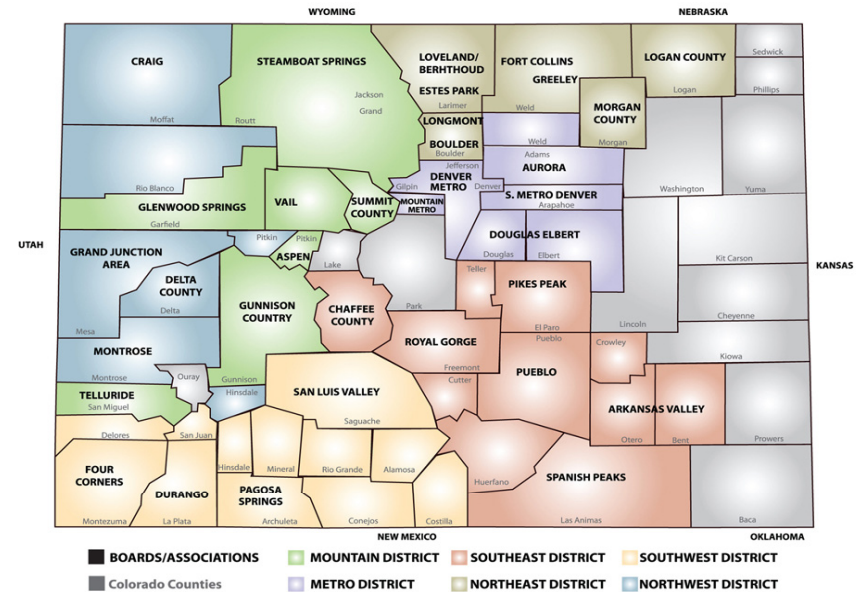 WYOMING
NEBRASKA
CRAIG
Moffat
STEAMBOAT SPRINGS
Jackson
Grand
Routt
LOVELAND/
BERHTHOUD
ESTES PARK
Larimer
FORT COLLINS
GREELEY
Weld
LOGAN COUNTY
Logan
Sedwick
Phillips
MORGAN
COUNTY
Morgan
LONGMONT
BOULDER
Boulder
Weld
Adams
AURORA
Washington
Yuma
Rio Blanco
GLENWOOD SPRINGS
Garfield
VAIL
SUMMIT
COUNTY
Jefferson
Gilpin
DENVER
METRO
Denver
MOUNTAIN
METRO
S. METRO DENVER
Arapahoe
UTAH
KANSAS
GRAND JUNCTION
AREA
Mesa
Pitkin
Pitkin
ASPEN
Lake
DOUGLAS
Douglas
ELBERT
Elbert
Kit Carson
DELTA
COUNTY
Delta
GUNNISON
COUNTRY
Gunnison
CHAFFEE
COUNTY
Park
Teller
PIKES PEAK
El Paro
Lincoln
Cheyenne
MONTROSE
Montrose
Ouray
ROYAL GORGE
Freemont
Pueblo
PUEBLO
Crowley
Kiowa
TELLURIDE
San Miguel
Hinsdale
SAN LUIS VALLEY
Saguache
Cutter
ARKANSAS VALLEY
Otero
Bent
Prowers
Delores
San Juan
FOUR
CORNERS
Montezuma
DURANGO
La Plata
Hinsdale
Mineral
Rio Grande
Alamosa
PAGOSA
SPRINGS
Archuleta
Conejos
Costilla
Huerfano
SPANISH PEAKS
Las Animas
Baca
NEW MEXICO
OKLAHOMA
BOARDS/ASSOCIATIONS
MOUNTAIN DISTRICT
SOUTHEAST DISTRICT
SOUTHWEST DISTRICT
Colorado Counties
METRO DISTRICT
NORTHEAST DISTRICT
NORTHWEST DISTRICT